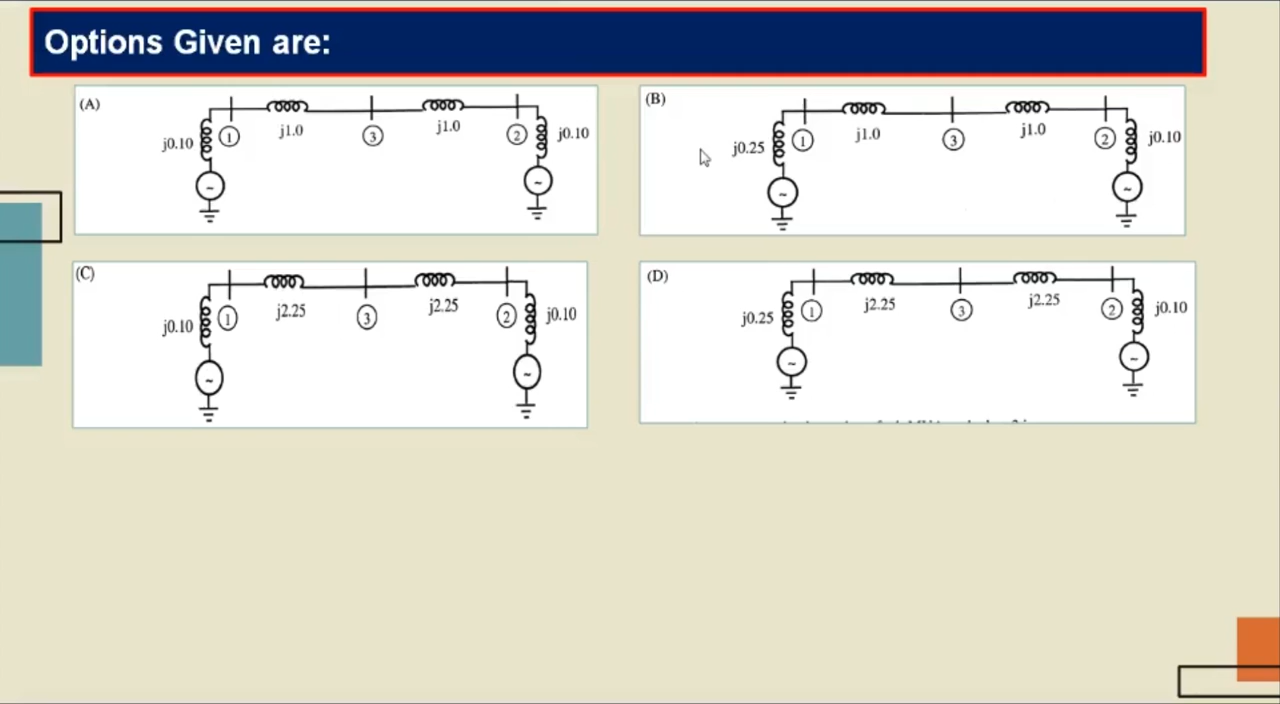 Options Given are:
(A)
j0.10
1
j1.0
3
j1.0
2
j0.10
~
~
(B)
j0.25
1
j1.0
3
j1.0
2
j0.10
~
~
(C)
j0.10
1
j2.25
3
j2.25
2
j0.10
~
~
(D)
j0.25
1
j2.25
3
j2.25
2
j0.10
~
~